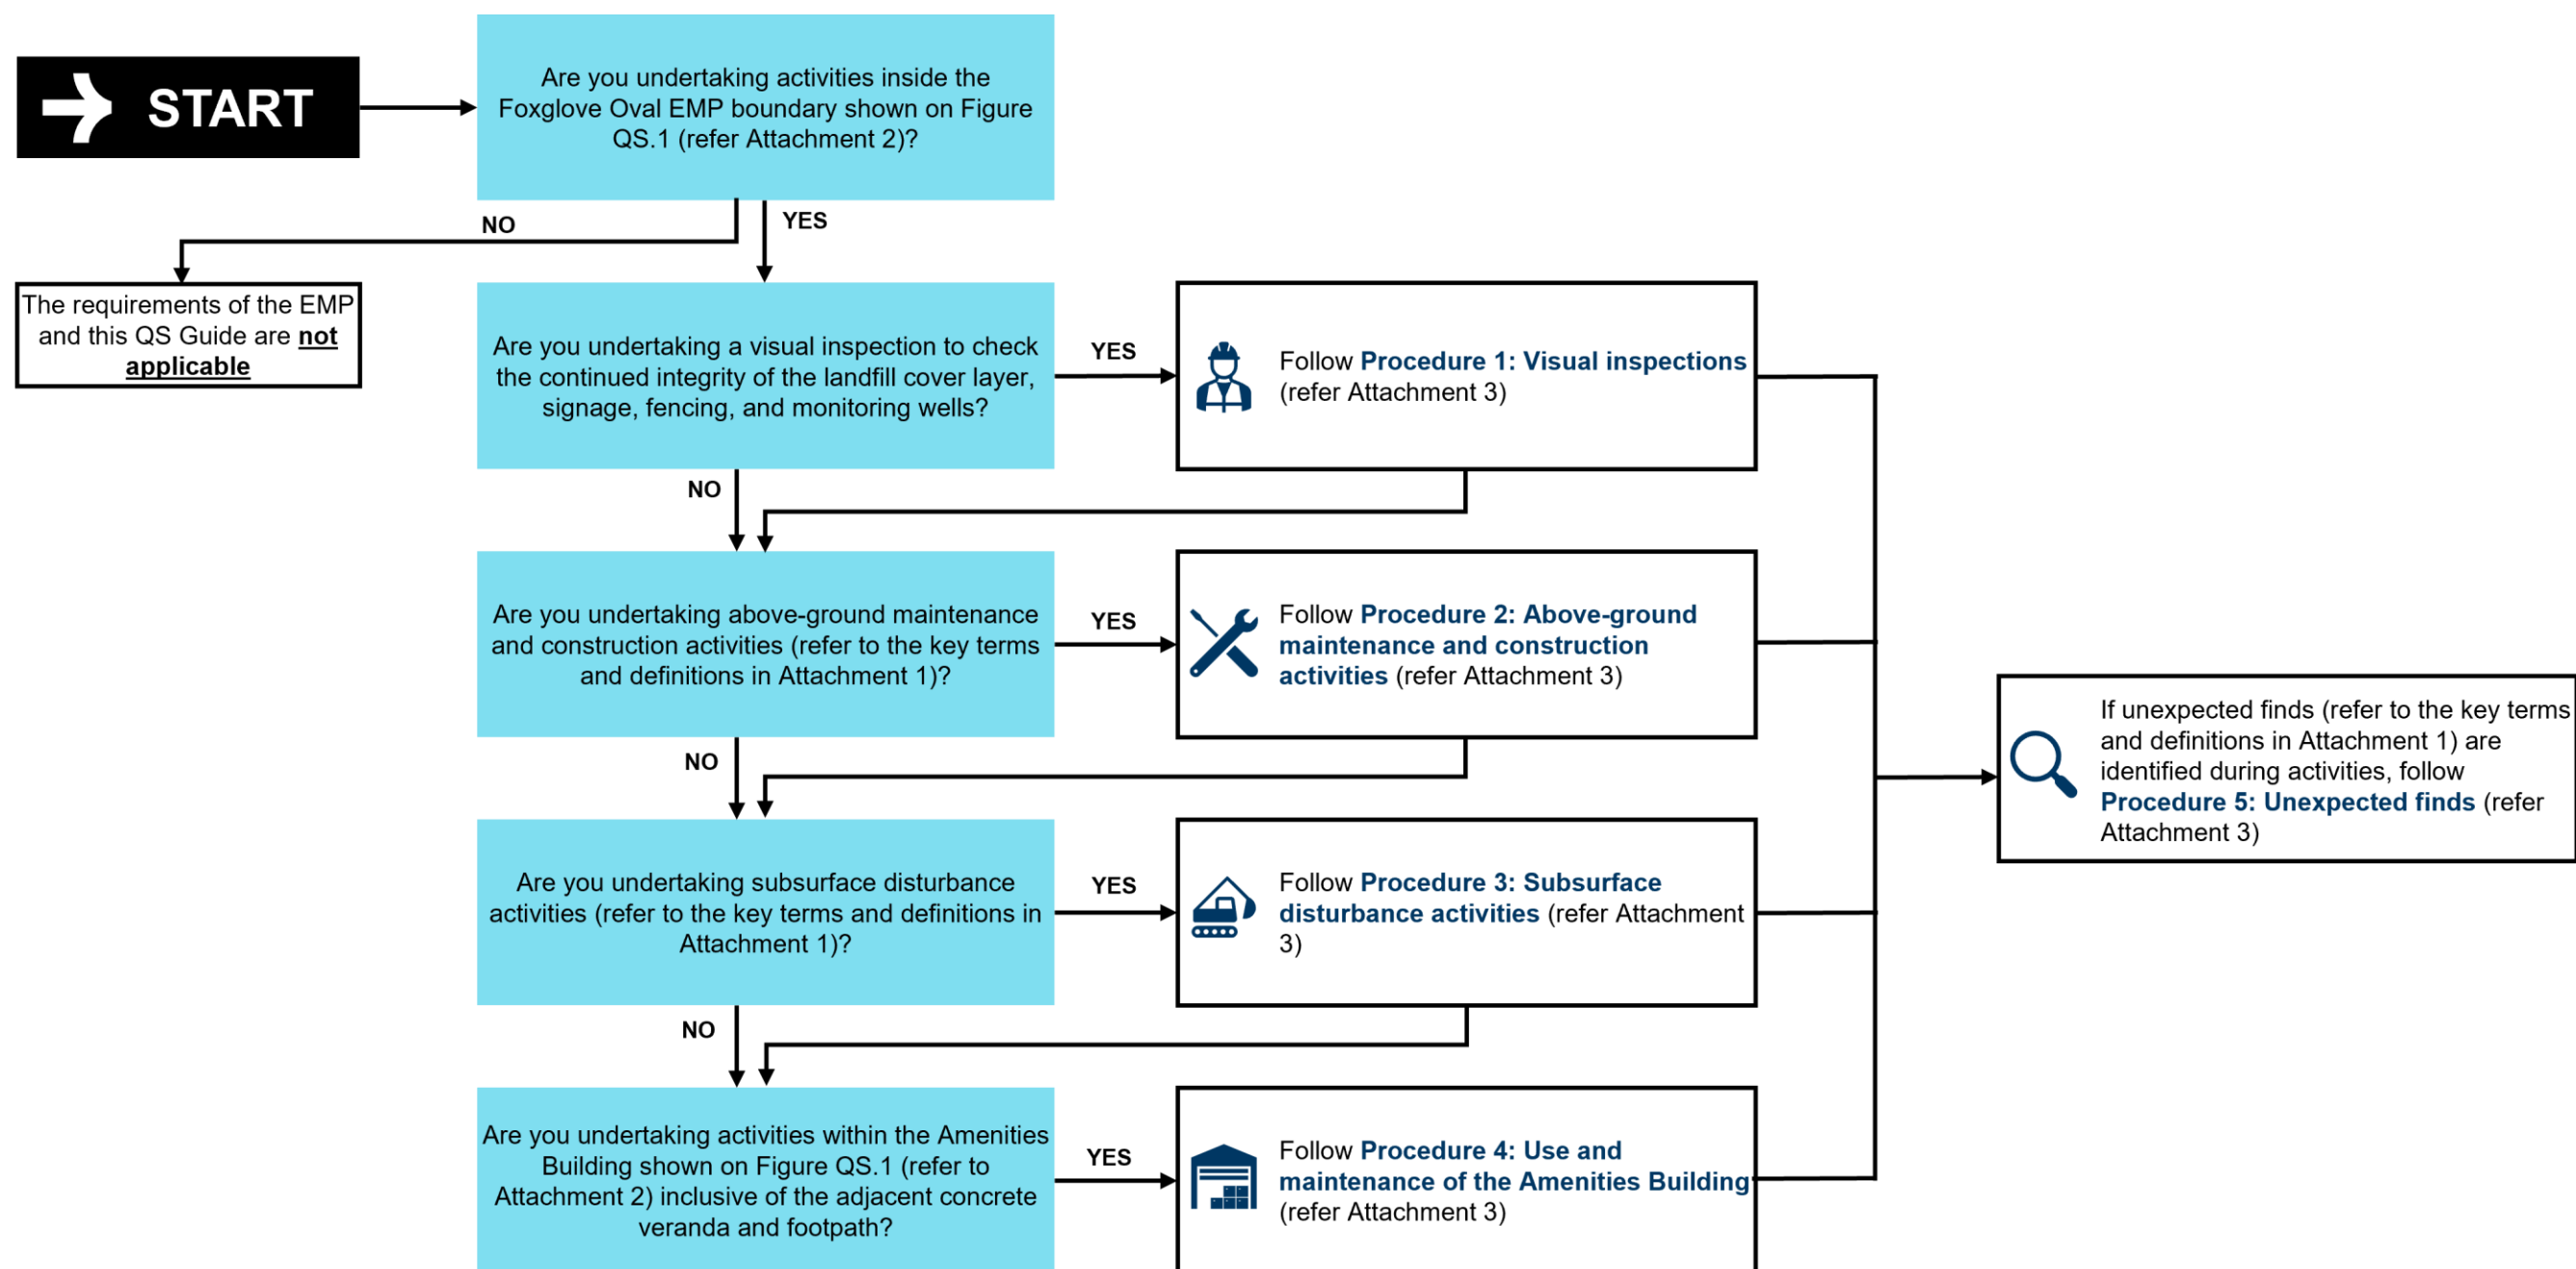 START
Are you undertaking activities inside the
Foxglove Oval EMP boundary shown on Figure
QS.1 (refer Attachment 2)?
NO
YES
The requirements of the EMP
and this QS Guide are not
applicable
Are you undertaking a visual inspection to check
the continued integrity of the landfill cover layer,
signage, fencing, and monitoring wells?
YES
Follow Procedure 1: Visual inspections
(refer Attachment 3)
NO
Are you undertaking above-ground maintenance
and construction activities (refer to the key terms
and definitions in Attachment 1)?
YES
Follow Procedure 2: Above-ground
maintenance and construction
activities (refer Attachment 3)
NO
Are you undertaking subsurface disturbance
activities (refer to the key terms and definitions in
Attachment 1)?
YES
Follow Procedure 3: Subsurface
disturbance activities (refer Attachment
3)
NO
Are you undertaking activities within the Amenities
Building shown on Figure QS.1 (refer to
Attachment 2) inclusive of the adjacent concrete
veranda and footpath?
YES
Follow Procedure 4: Use and
maintenance of the Amenities Building
(refer Attachment 3)
If unexpected finds (refer to the key terms
and definitions in Attachment 1) are
identified during activities, follow
Procedure 5: Unexpected finds (refer
Attachment 3)